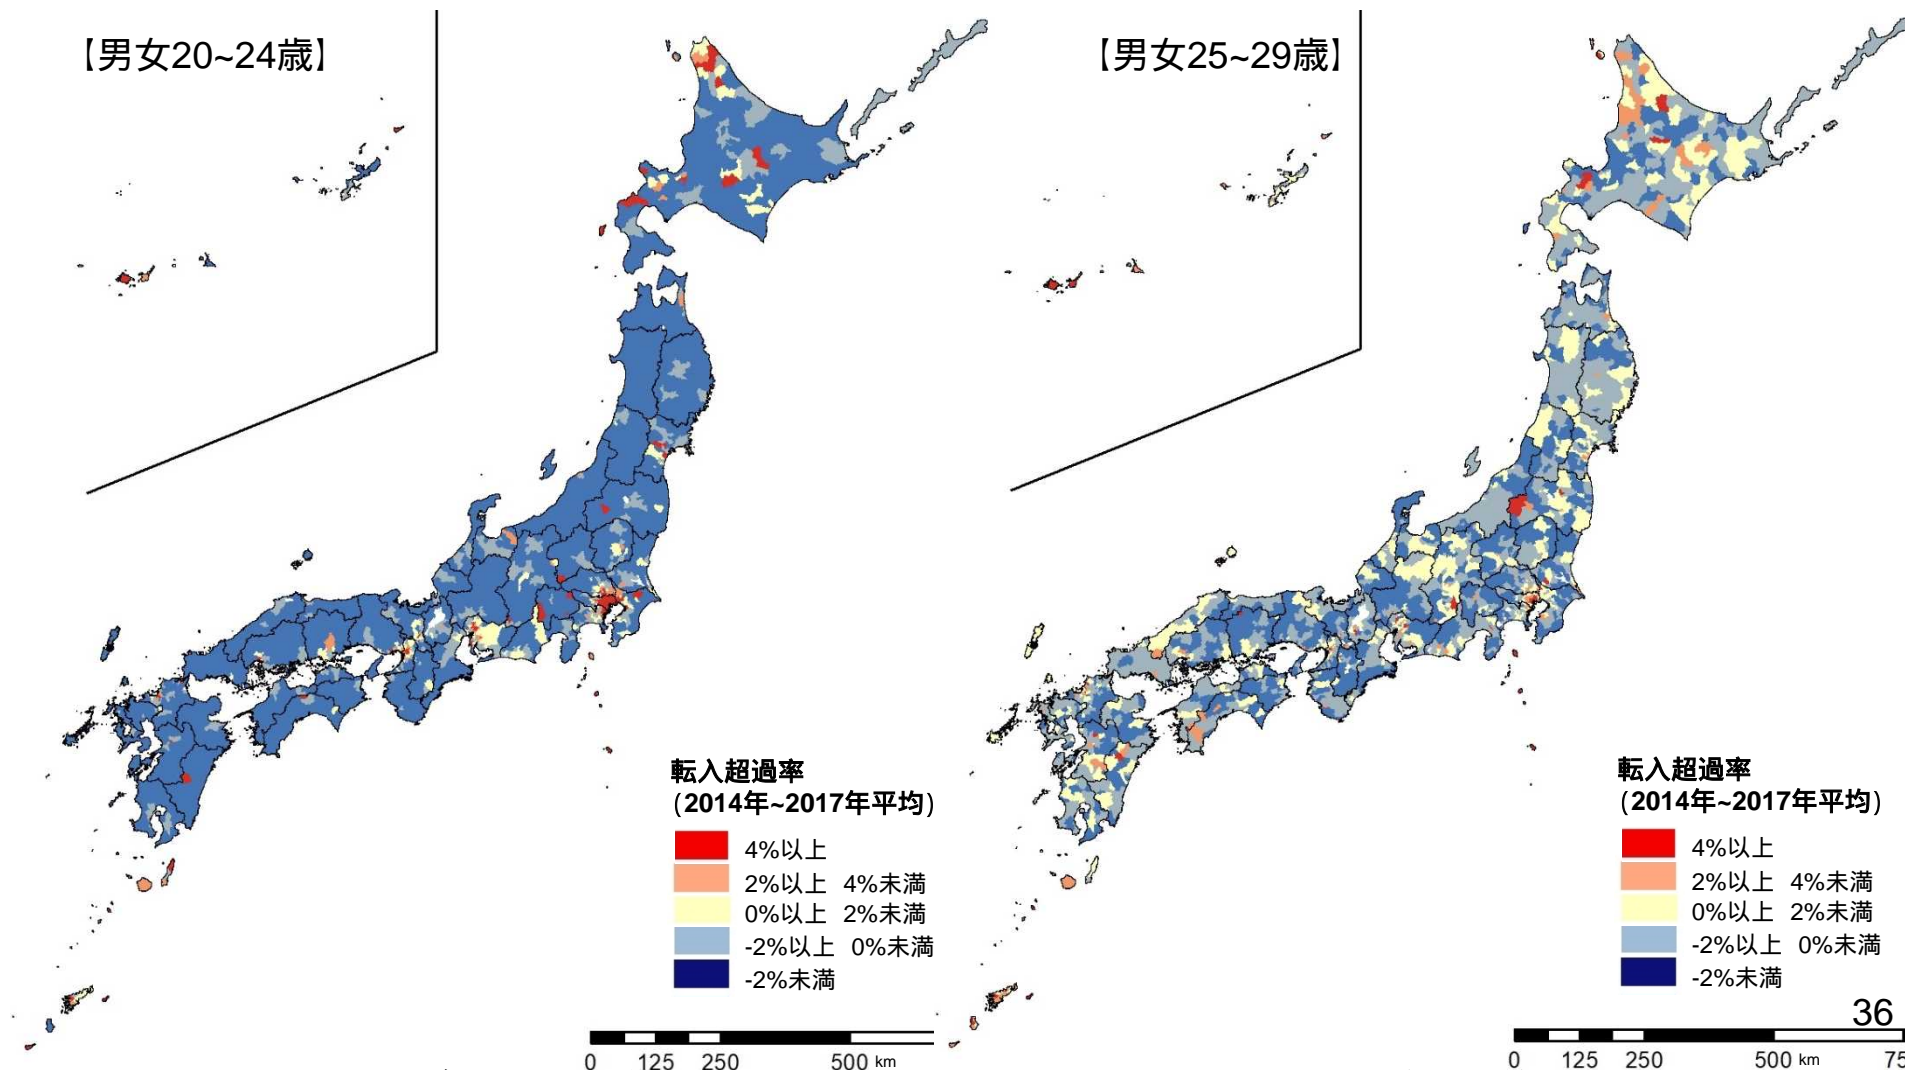 【男女20~24歳】
転入超過率
(2014年~2017年平均)
4%以上
2%以上 4%未満
0%以上 2%未満
-2%以上 0%未満
-2%未満
0 125 250 500 km
【男女25~29歳】
転入超過率
(2014年~2017年平均)
4%以上
2%以上 4%未満
0%以上 2%未満
-2%以上 0%未満
-2%未満
36
0 125 250 500 km 75